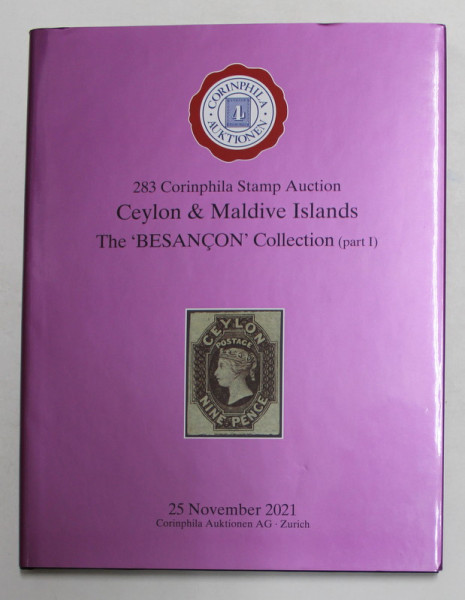 CORINPHILA
AUKTIONEN
283 Corinphila Stamp Auction
Ceylon & Maldive Islands
The ‘BESANÇON’ Collection (part I)
CEYLON
POSTAGE
NINE PENCE
25 November 2021
Corinphila Auktionen AG · Zurich